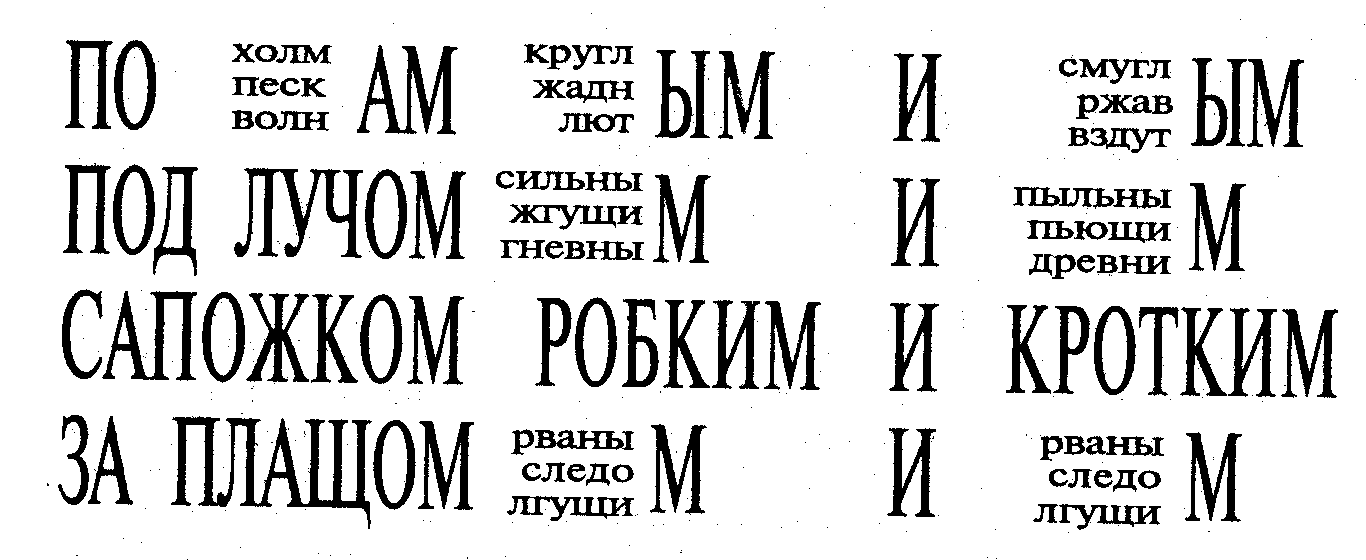 холм кругл смугл
ПО песк АМ жадн ЫМ И ржав ЫМ
волн лют вздут
сильны пыльны
ПОД ЛУЧОМ жгущи М И пьющи М
гневны древни
САПОЖКОМ РОБКИМ И КРОТКИМ
рваны рваны
ЗА ПЛАЩОМ следо М И следо М
лгущи лгущи